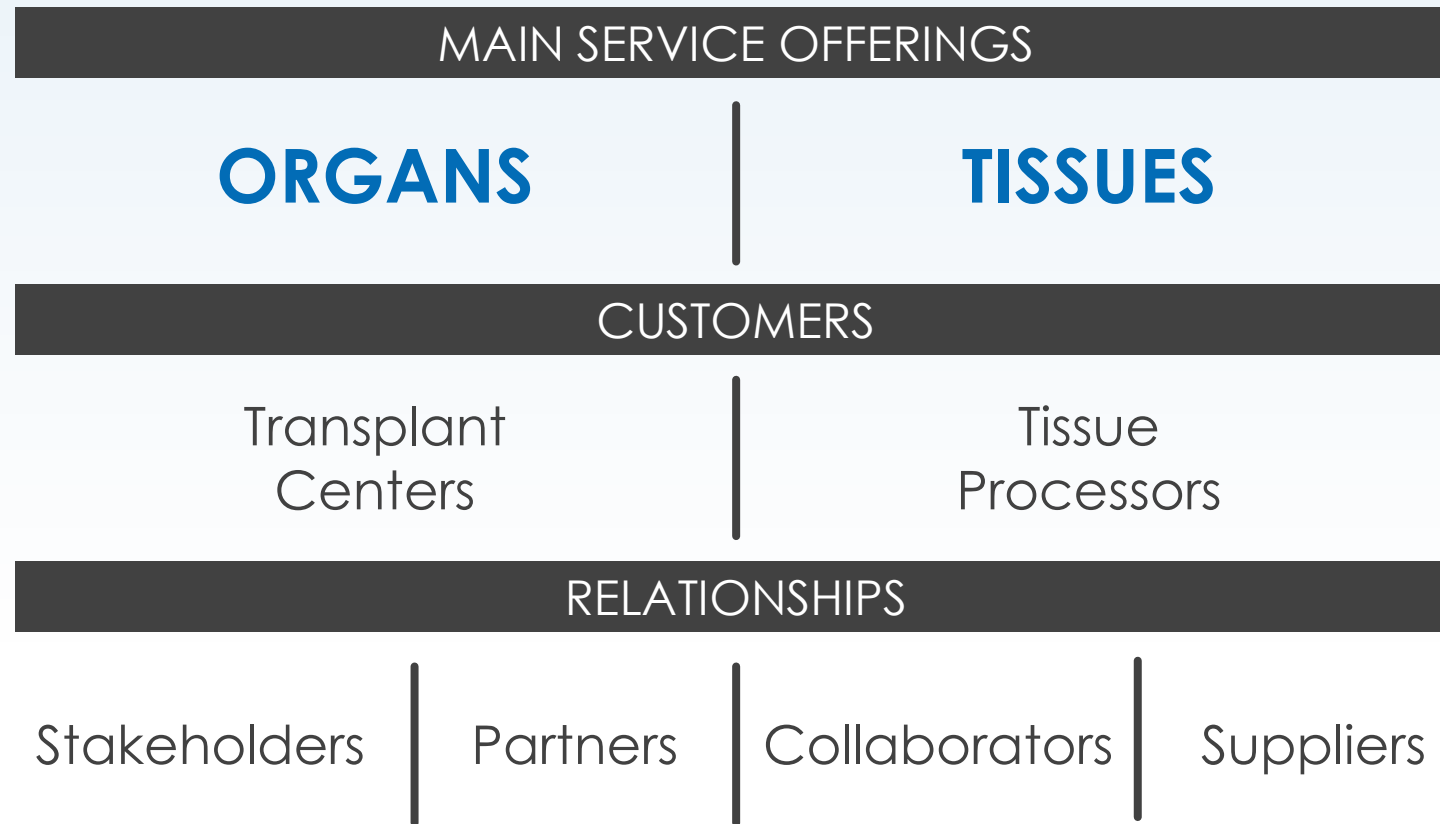 MAIN SERVICE OFFERINGS
ORGANS
TISSUES
CUSTOMERS
Transplant
Centers
Tissue
Processors
RELATIONSHIPS
Stakeholders
Partners
Collaborators
Suppliers